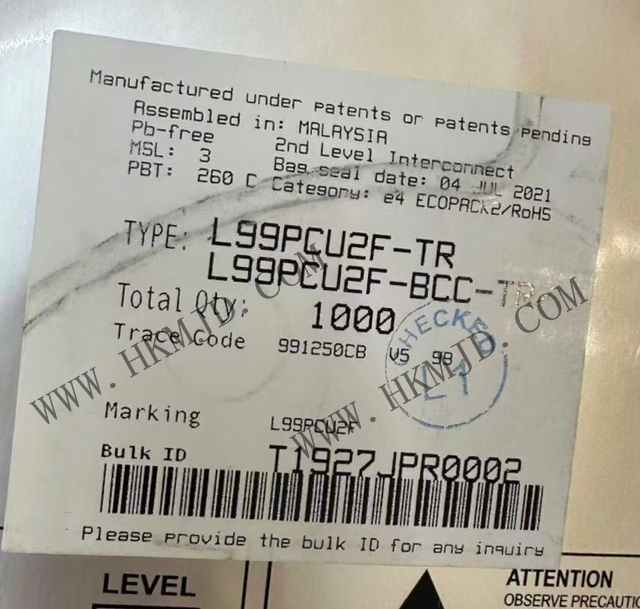 Manufactured under patents or patents pending
Assembled in: MALAYSIA
Pb-free 2nd Level Interconnect
MSL: 3 Bag seal date: 04 JUL 2021
PBT: 260 C Category: e4 ECOPACK2/RoHS
TYPE: L99PCU2F-TR
L99PCU2F-BCC-TR
Total Qty: 1000
Trace Code 991250CB V5 98
CHECKED
L7
Marking L99PCU2F
Bulk ID T1927JPR0002
Please provide the bulk ID for any inquiry
WWW.HKMJD.COM
WWW.HKMJD.COM
LEVEL
ATTENTION
OBSERVE PRECAUTIO